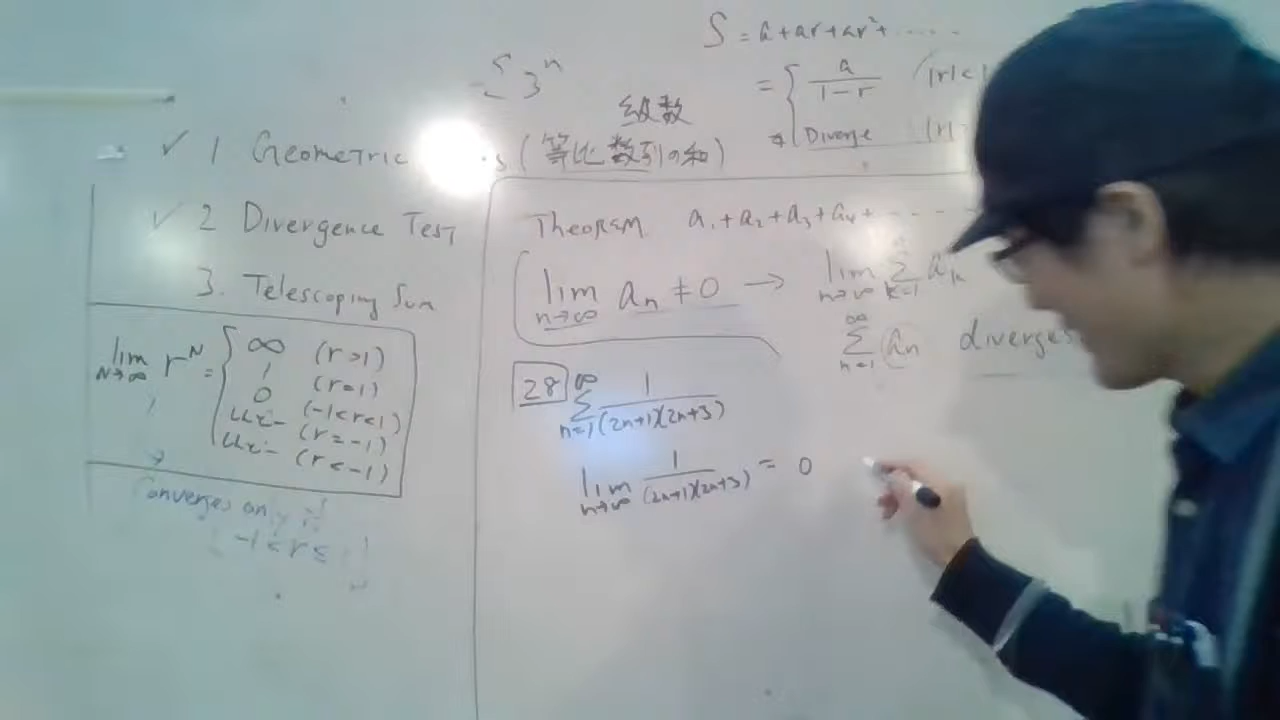 S = a + ar + ar² + ......
= { a/(1-r) (|r|<
Diverge (|r|
Σ 3ⁿ
級数
✓ 1 Geometric (等比数列の和)
✓ 2 Divergence Test
3. Telescoping Sum
lim N→∞ r^N = { ∞ (r>1)
1 (r=1)
0 (-1<r<1)
(r=-1)
(r<-1)
Converges only if
-1<r≤
Theorem a₁+a₂+a₃+a₄+ ------
lim n→∞ aₙ ≠ 0 → lim n→∞ Σ k=1 n aₖ
∞ Σ n=1 aₙ diverges
28 ∞ Σ n=1 1/(2n+1)(2n+3)
lim n→∞ 1/(2n+1)(2n+3) = 0